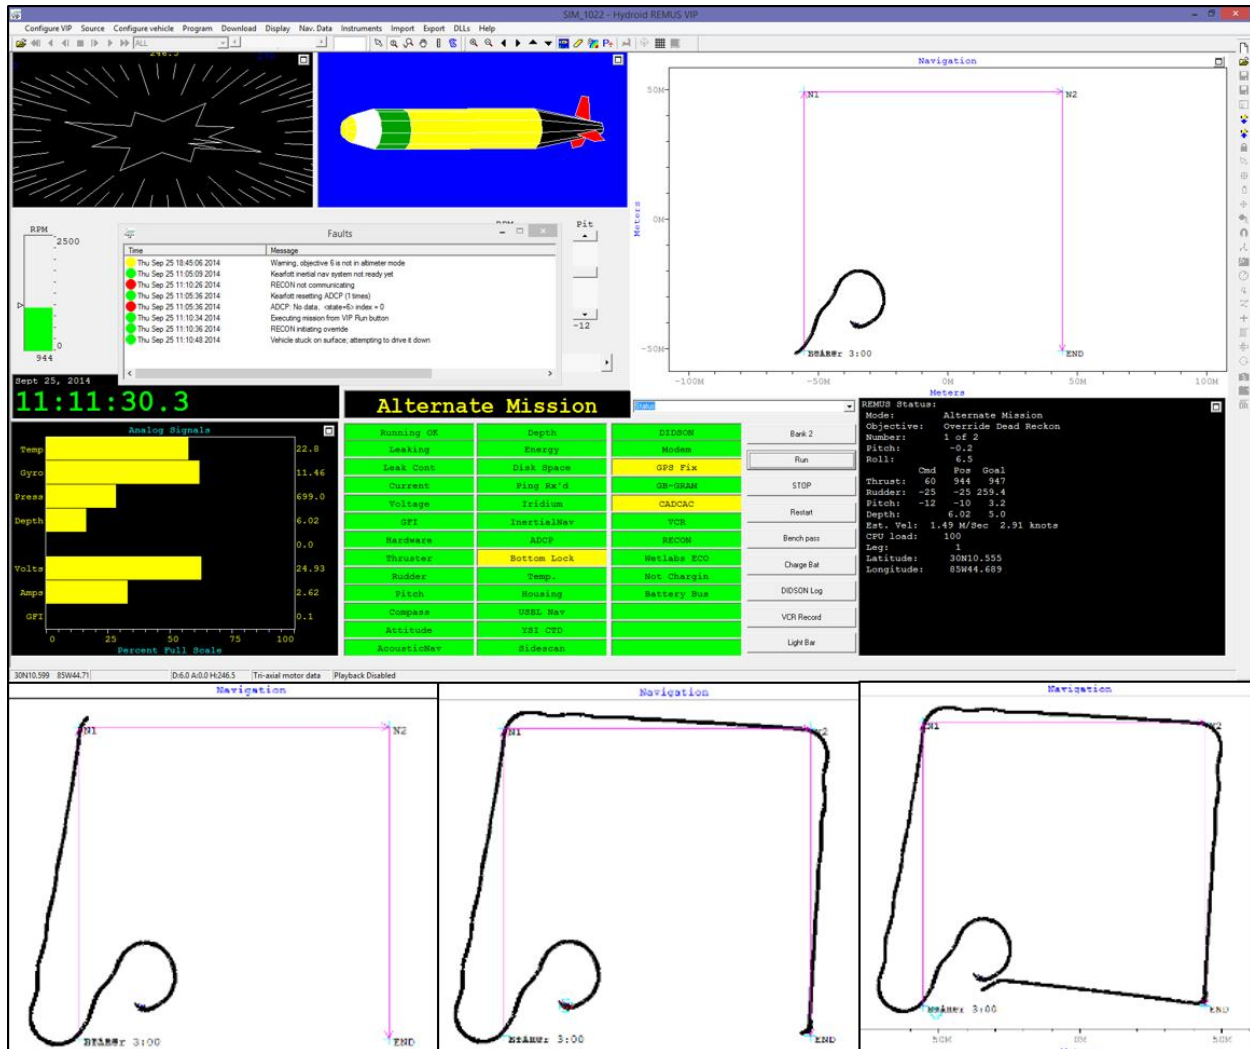 SIM_1022 - Hydroid REMUS VIP
Configure VIP Source Configure vehicle Program Download Display Nav. Data Instruments Import Export DLLs Help
ALL
246.5
Navigation
50M
N1
N2
0M
Meters
-50M
3:00
END
-100M
-50M
0M
50M
100M
Meters
RPM
2500
0
944
Pit
-12
Faults
Time Message
Thu Sep 25 18:45:06 2014 Warning, objective 6 is not in altimeter mode
Thu Sep 25 11:05:09 2014 Kearfott inertial nav system not ready yet
Thu Sep 25 11:10:26 2014 RECON not communicating
Thu Sep 25 11:05:36 2014 Kearfott resetting ADCP (1 times)
Thu Sep 25 11:05:36 2014 ADCP: No data, <state=6> index = 0
Thu Sep 25 11:10:34 2014 Executing mission from VIP Run button
Thu Sep 25 11:10:36 2014 RECON initiating override
Thu Sep 25 11:10:48 2014 Vehicle stuck on surface; attempting to drive it down
Sept 25, 2014
11:11:30.3
Alternate Mission
Status
Analog Signals
Temp 22.8
Gyro 11.46
Press 699.0
Depth 6.02
0.0
Volts 24.93
Amps 2.62
GFI 0.1
0 25 50 75 100
Percent Full Scale
Running OK Depth DIDSON
Leaking Energy Modem
Leak Cont Disk Space GPS Fix
Current Ping Rx'd GB-GRAM
Voltage Iridium CADCAC
GFI InertialNav VCR
Hardware ADCP RECON
Thruster Bottom Lock Wetlabs ECO
Rudder Temp. Not Chargin
Pitch Housing Battery Bus
Compass USBL Nav
Attitude YSI CTD
AcousticNav Sidescan
Bank 2
Run
STOP
Restart
Bench pass
Charge Bat
DIDSON Log
VCR Record
Light Bar
REMUS Status:
Mode: Alternate Mission
Objective: Override Dead Reckon
Number: 1 of 2
Pitch: -0.2
Roll: 6.5
Cmd Pos Goal
Thrust: 60 944 947
Rudder: -25 -25 259.4
Pitch: -12 -10 3.2
Depth: 6.02 5.0
Est. Vel: 1.49 M/Sec 2.91 knots
CPU load: 100
Leg: 1
Latitude: 30N10.555
Longitude: 85W44.689
30N10.599 85W44.71 D:6.0 A:0.0 H:246.5 Tri-axial motor data Playback Disabled
Navigation
N1
N2
3:00
END
Navigation
N1
N2
3:00
END
Navigation
N1
N2
3:00
END
50M
0M
50M